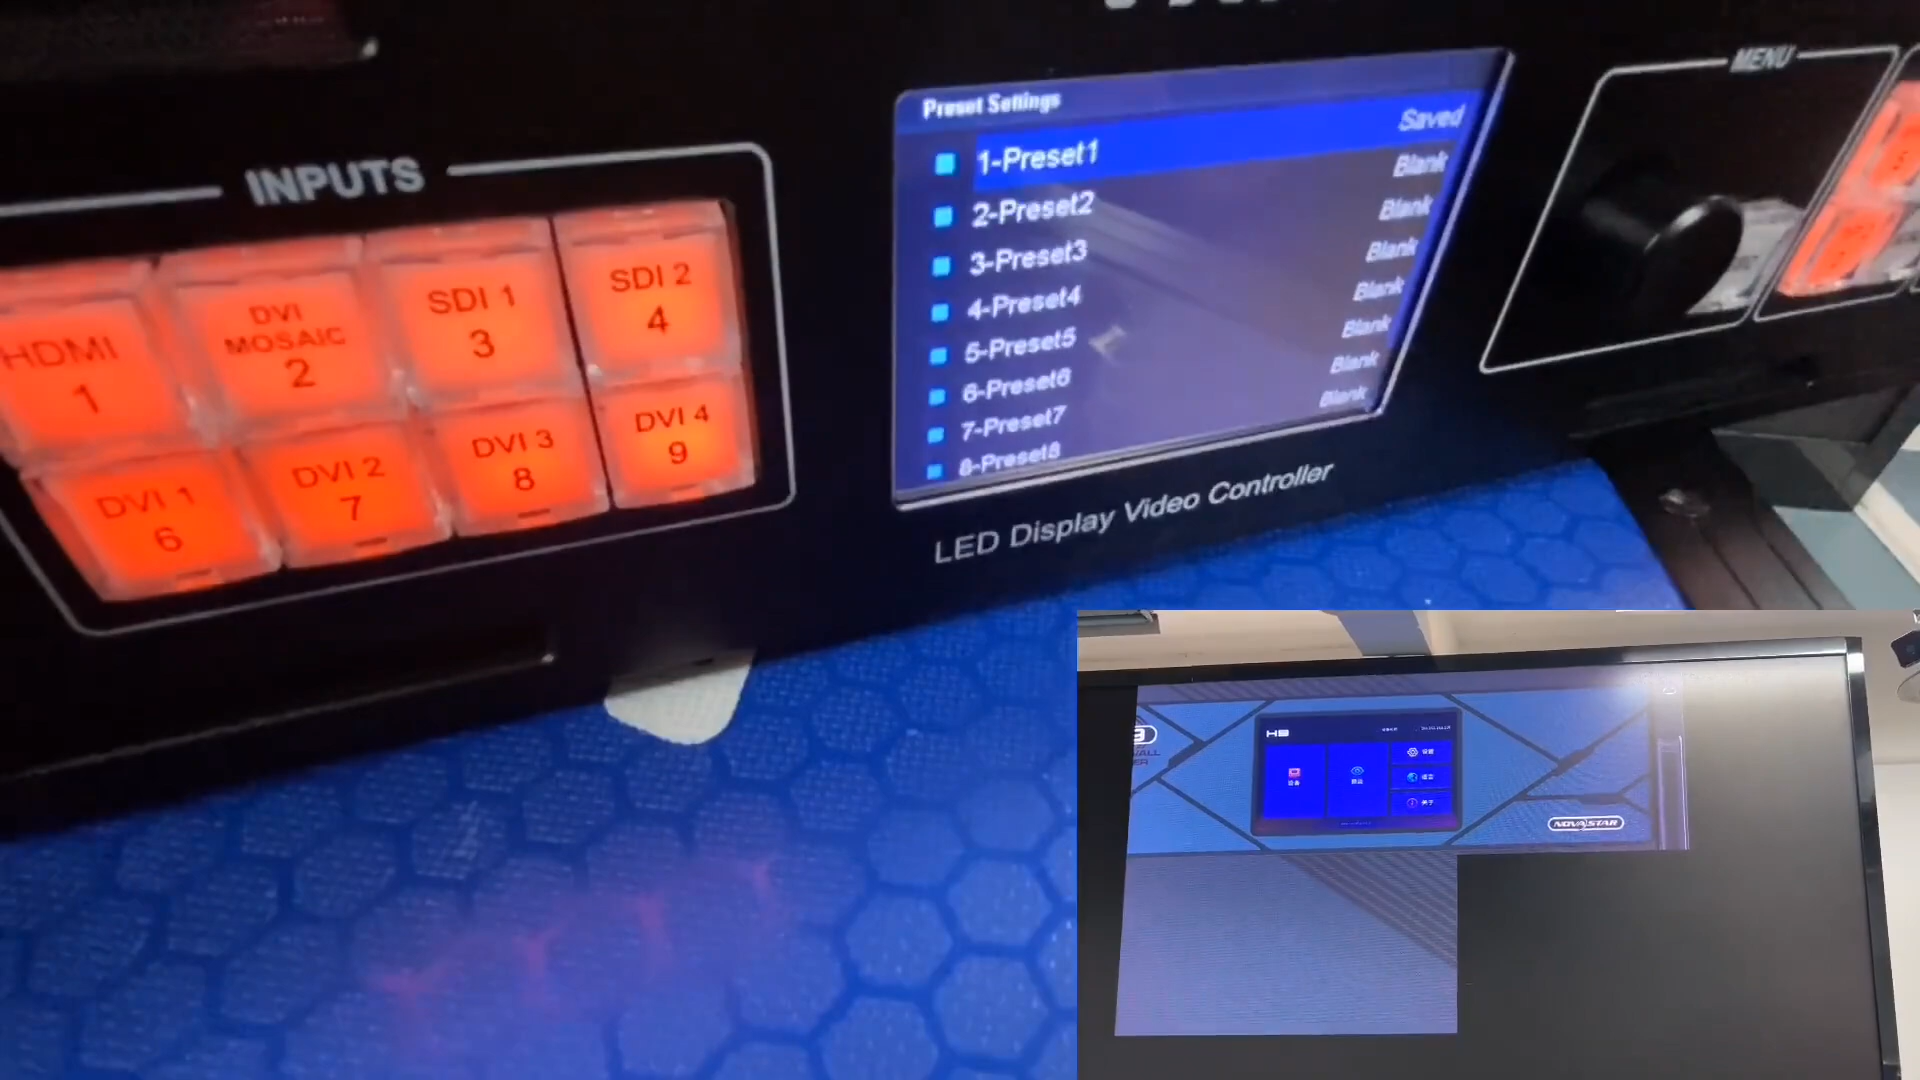 MENU
Preset Settings
1-Preset1 Saved
2-Preset2 Blank
3-Preset3 Blank
4-Preset4 Blank
5-Preset5 Blank
6-Preset6 Blank
7-Preset7 Blank
8-Preset8 Blank
INPUTS
HDMI
1
DVI
MOSAIC
2
SDI 1
3
SDI 2
4
DVI 1
6
DVI 2
7
DVI 3
8
DVI 4
9
LED Display Video Controller
H9
NOVASTAR